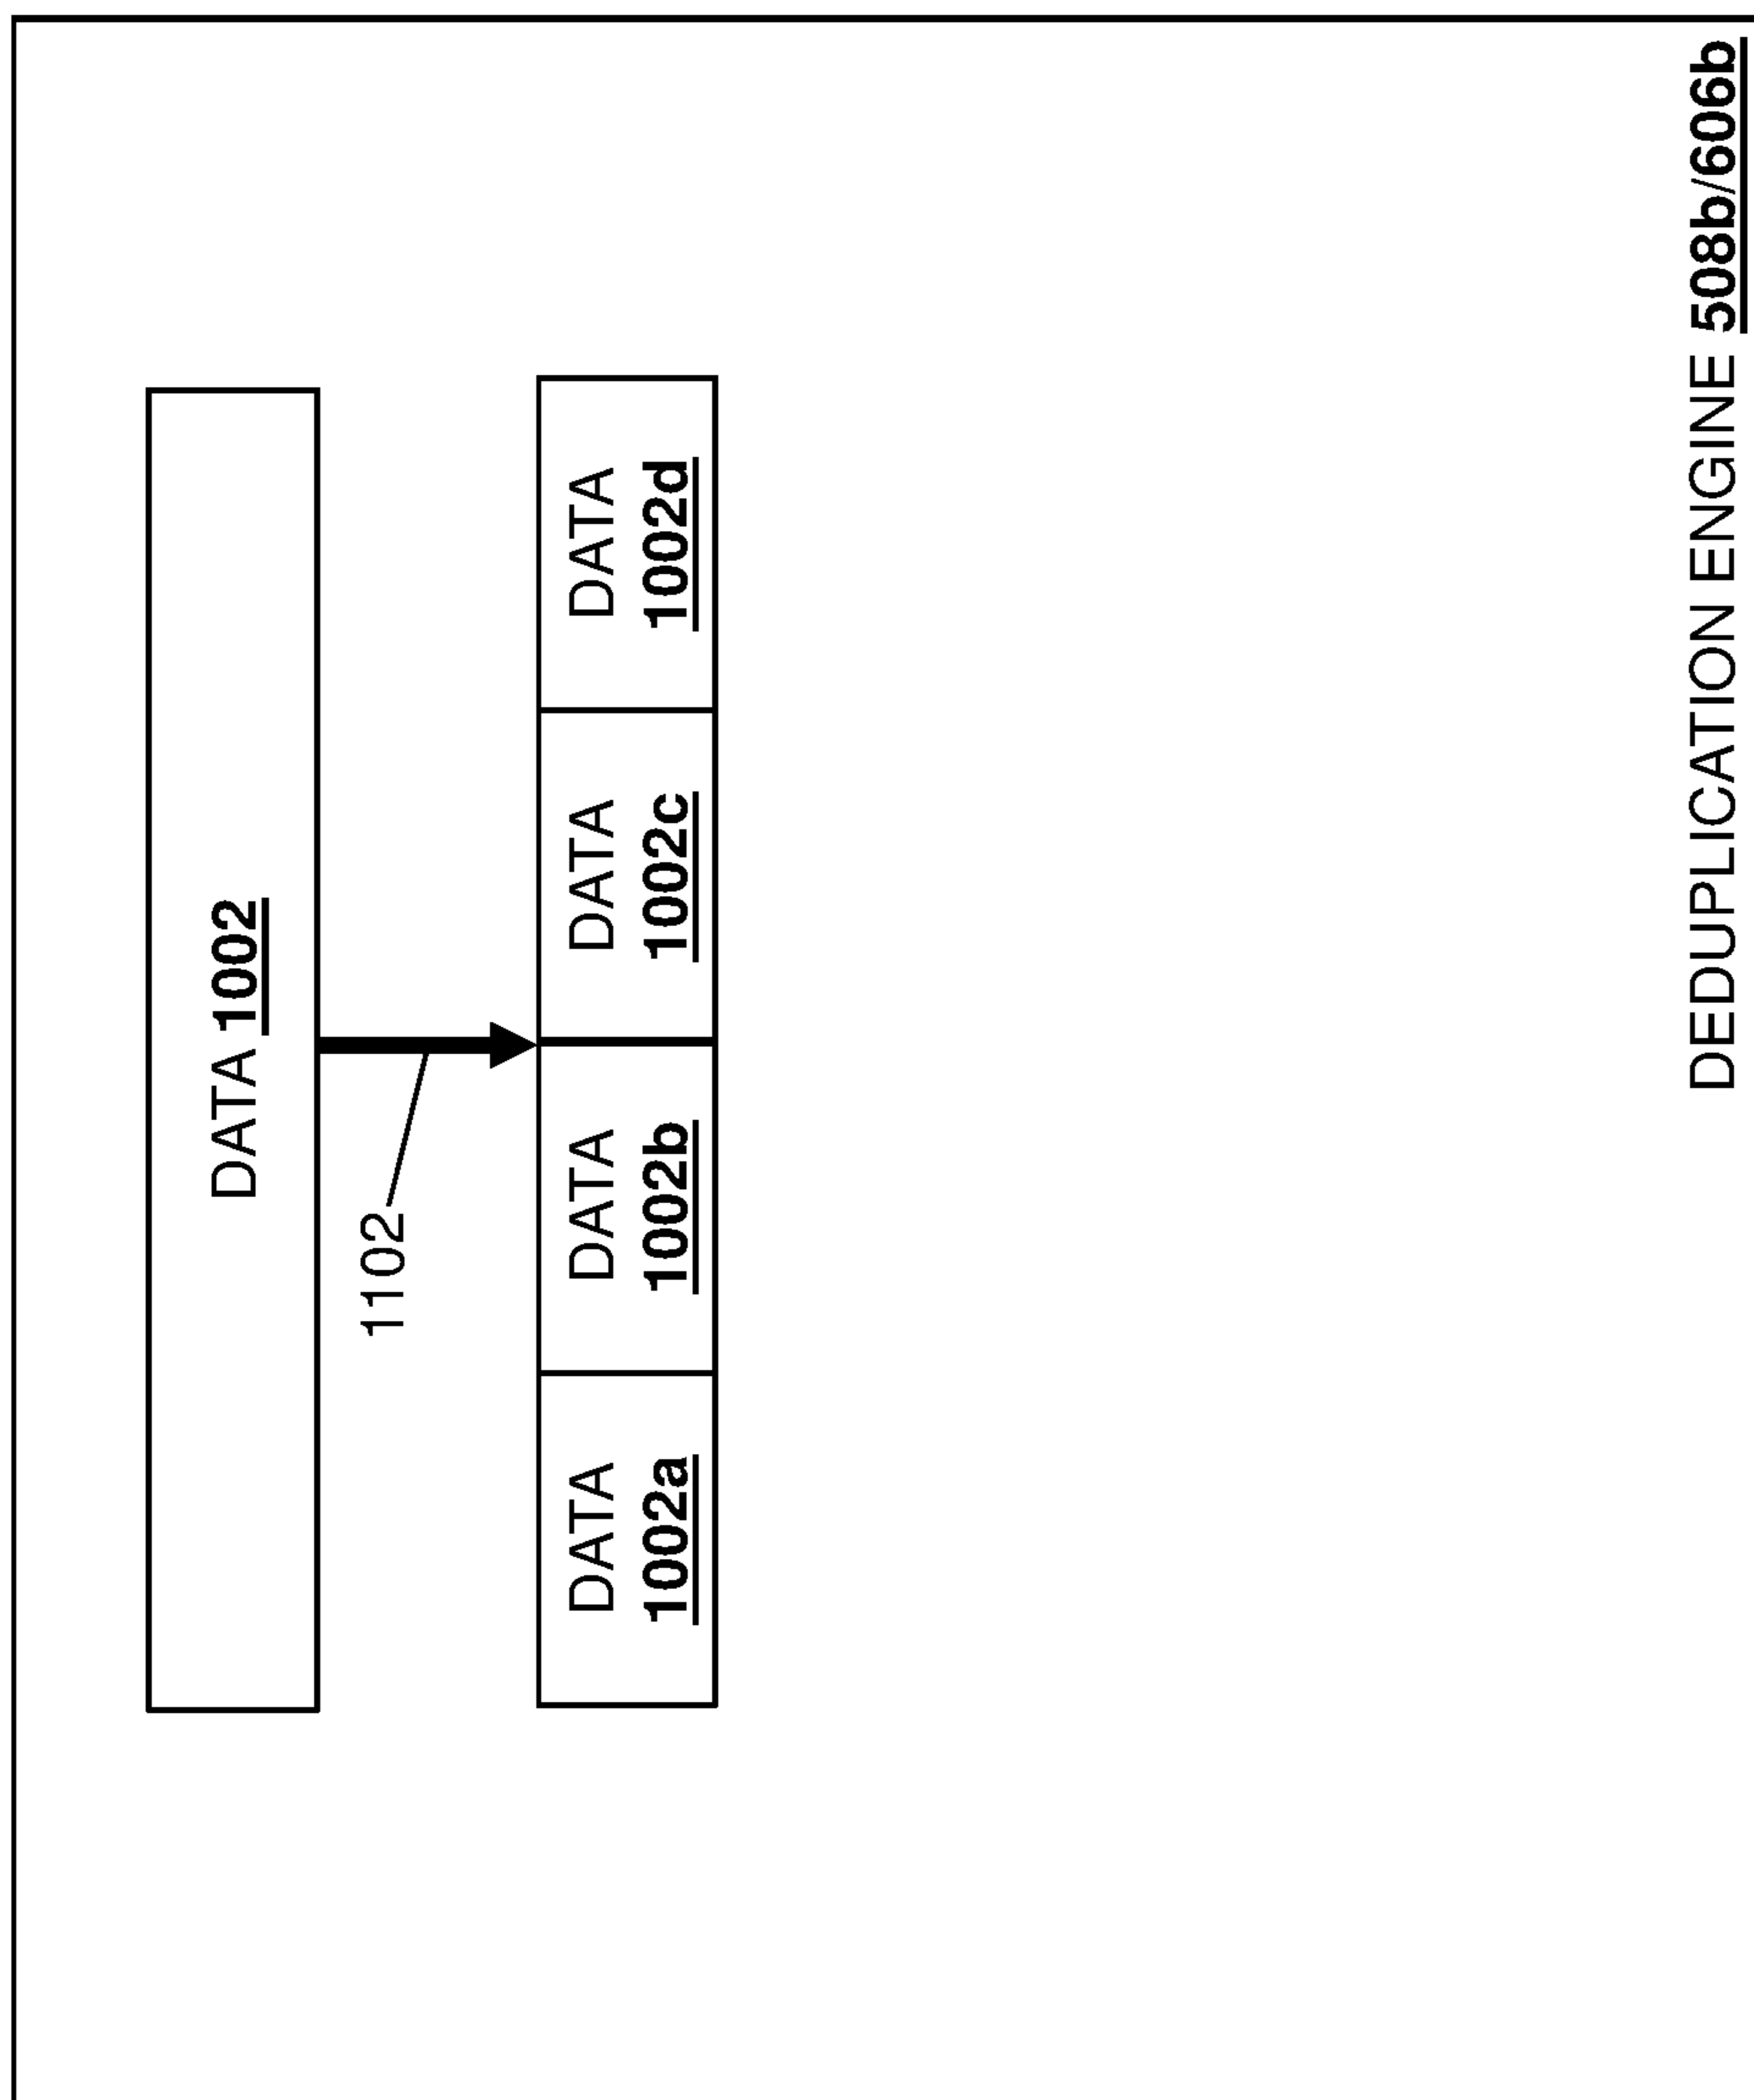 DATA 1002
1102
DATA
1002a
DATA
1002b
DATA
1002c
DATA
1002d
DEDUPLICATION ENGINE 508b/606b